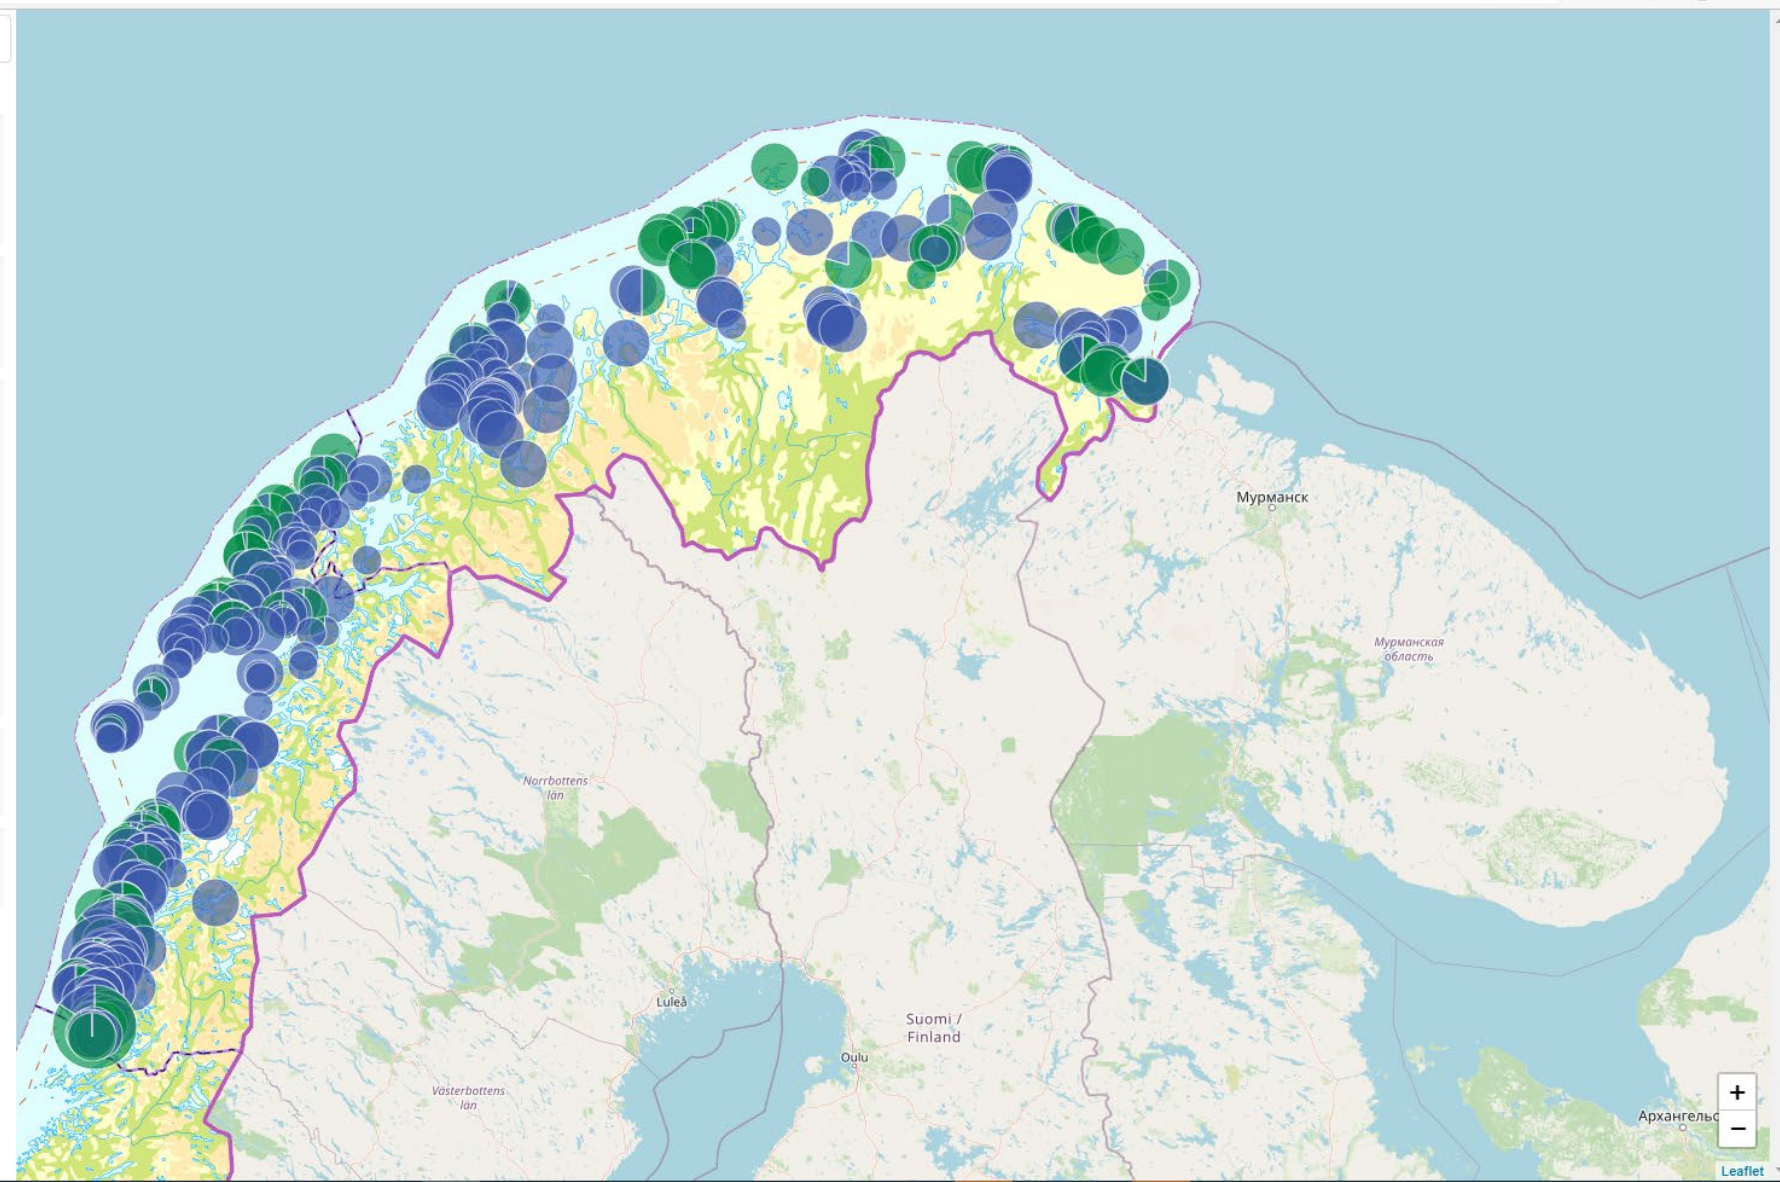 Мурманск
Мурманская
область
Norrbottens
län
Luleå
Suomi /
Finland
Oulu
Västerbottens
län
+
Архангельс
−
Leaflet